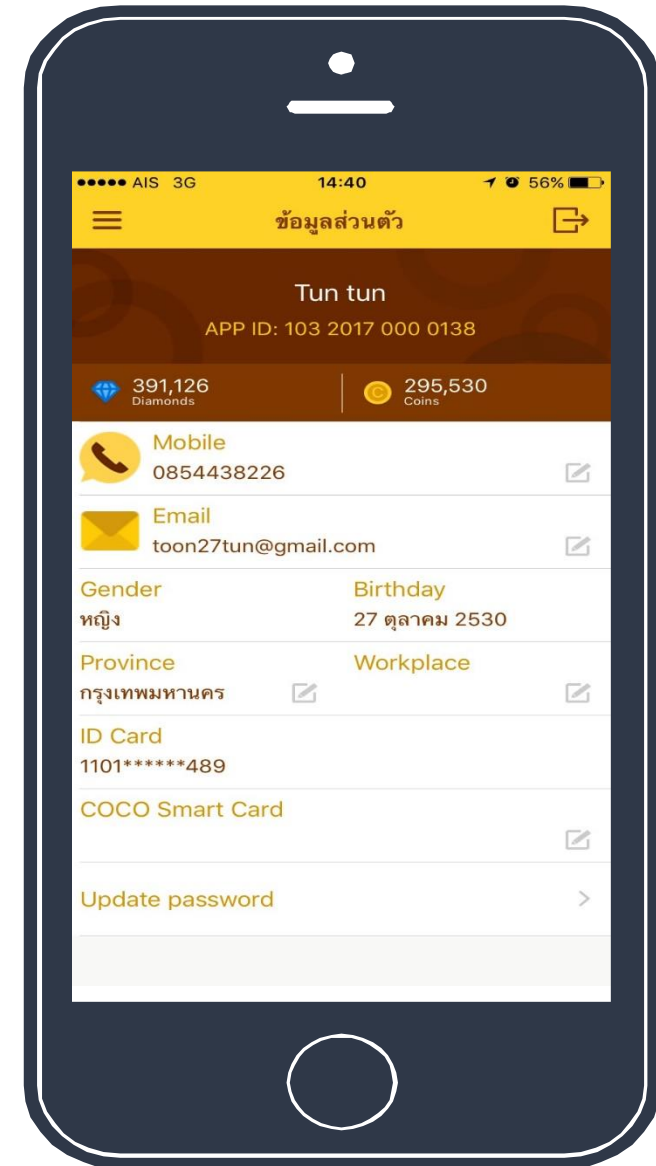 AIS 3G 14:40 56%
ข้อมูลส่วนตัว
Tun tun
APP ID: 103 2017 000 0138
391,126 295,530
Diamonds Coins
Mobile
0854438226
Email
toon27tun@gmail.com
Gender Birthday
หญิง 27 ตุลาคม 2530
Province Workplace
กรุงเทพมหานคร
ID Card
1101******489
COCO Smart Card
Update password